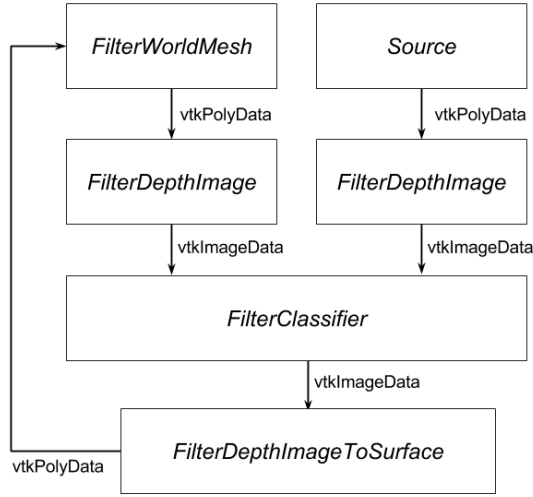 FilterWorldMesh
Source
vtkPolyData
vtkPolyData
FilterDepthImage
FilterDepthImage
vtkImageData
vtkImageData
FilterClassifier
vtkImageData
FilterDepthImageToSurface
vtkPolyData